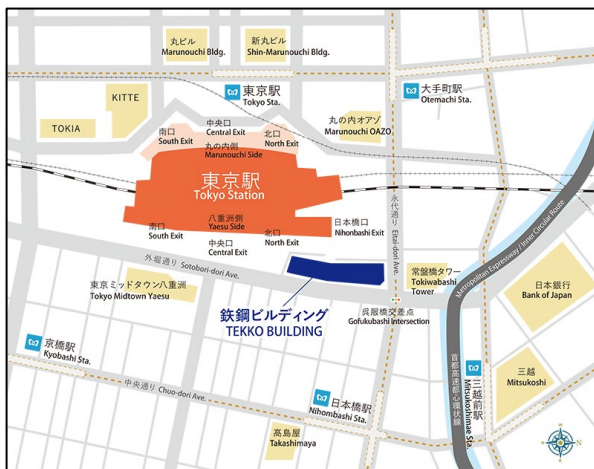 丸ビル
Marunouchi Bldg.
新丸ビル
Shin-Marunouchi Bldg.
東京駅
Tokyo Sta.
大手町駅
Otemachi Sta.
KITTE
TOKIA
丸の内オアゾ
Marunouchi OAZO
南口
South Exit
中央口
Central Exit
北口
North Exit
丸の内側
Marunouchi Side
東京駅
Tokyo Station
八重洲側
Yaesu Side
南口
South Exit
中央口
Central Exit
北口
North Exit
日本橋口
Nihonbashi Exit
永代通り Eitai-dori Ave.
外堀通り Sotobori-dori Ave.
東京ミッドタウン八重洲
Tokyo Midtown Yaesu
鉄鋼ビルディング
TEKKO BUILDING
常盤橋タワー
Tokiwabashi
Tower
呉服橋交差点
Gofukubashi Intersection
Metropolitan Expressway / Inner Circular Route
首都高速都心環状線
日本銀行
Bank of Japan
三越
Mitsukoshi
三越前駅
Mitsukoshimae Sta.
京橋駅
Kyobashi Sta.
中央通り Chuo-dori Ave.
日本橋駅
Nihombashi Sta.
髙島屋
Takashimaya